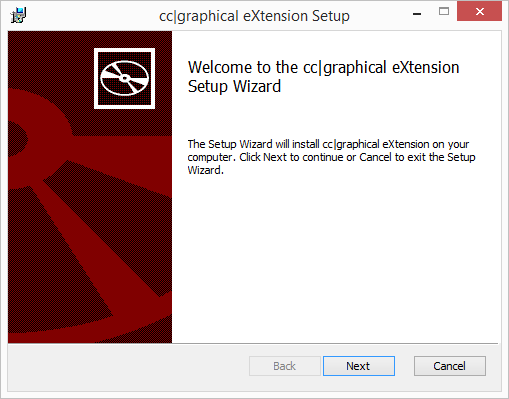 cc|graphical eXtension Setup
Welcome to the cc|graphical eXtension
Setup Wizard
The Setup Wizard will install cc|graphical eXtension on your
computer. Click Next to continue or Cancel to exit the Setup
Wizard.
Back
Next
Cancel